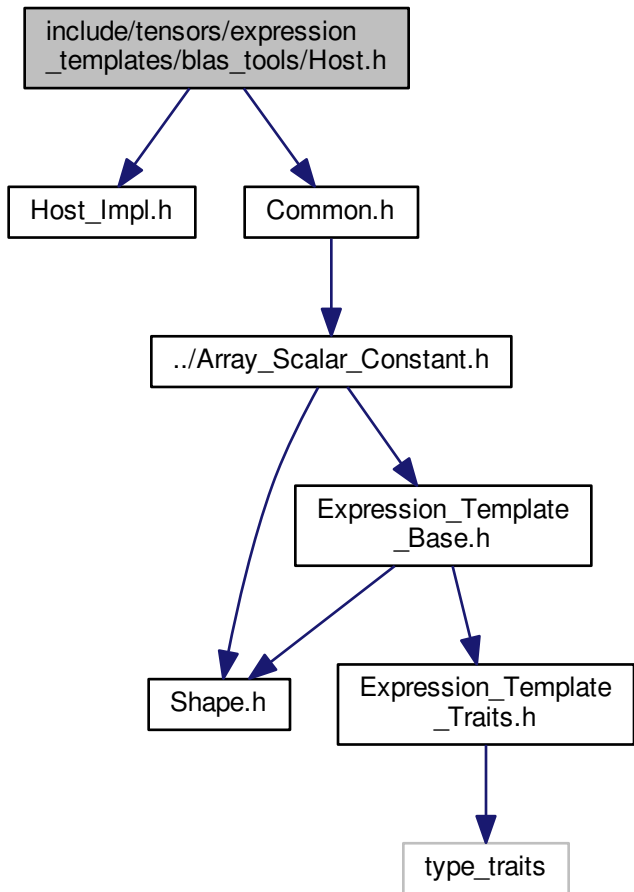 include/tensors/expression
_templates/blas_tools/Host.h
Host_Impl.h
Common.h
../Array_Scalar_Constant.h
Expression_Template
_Base.h
Shape.h
Expression_Template
_Traits.h
type_traits